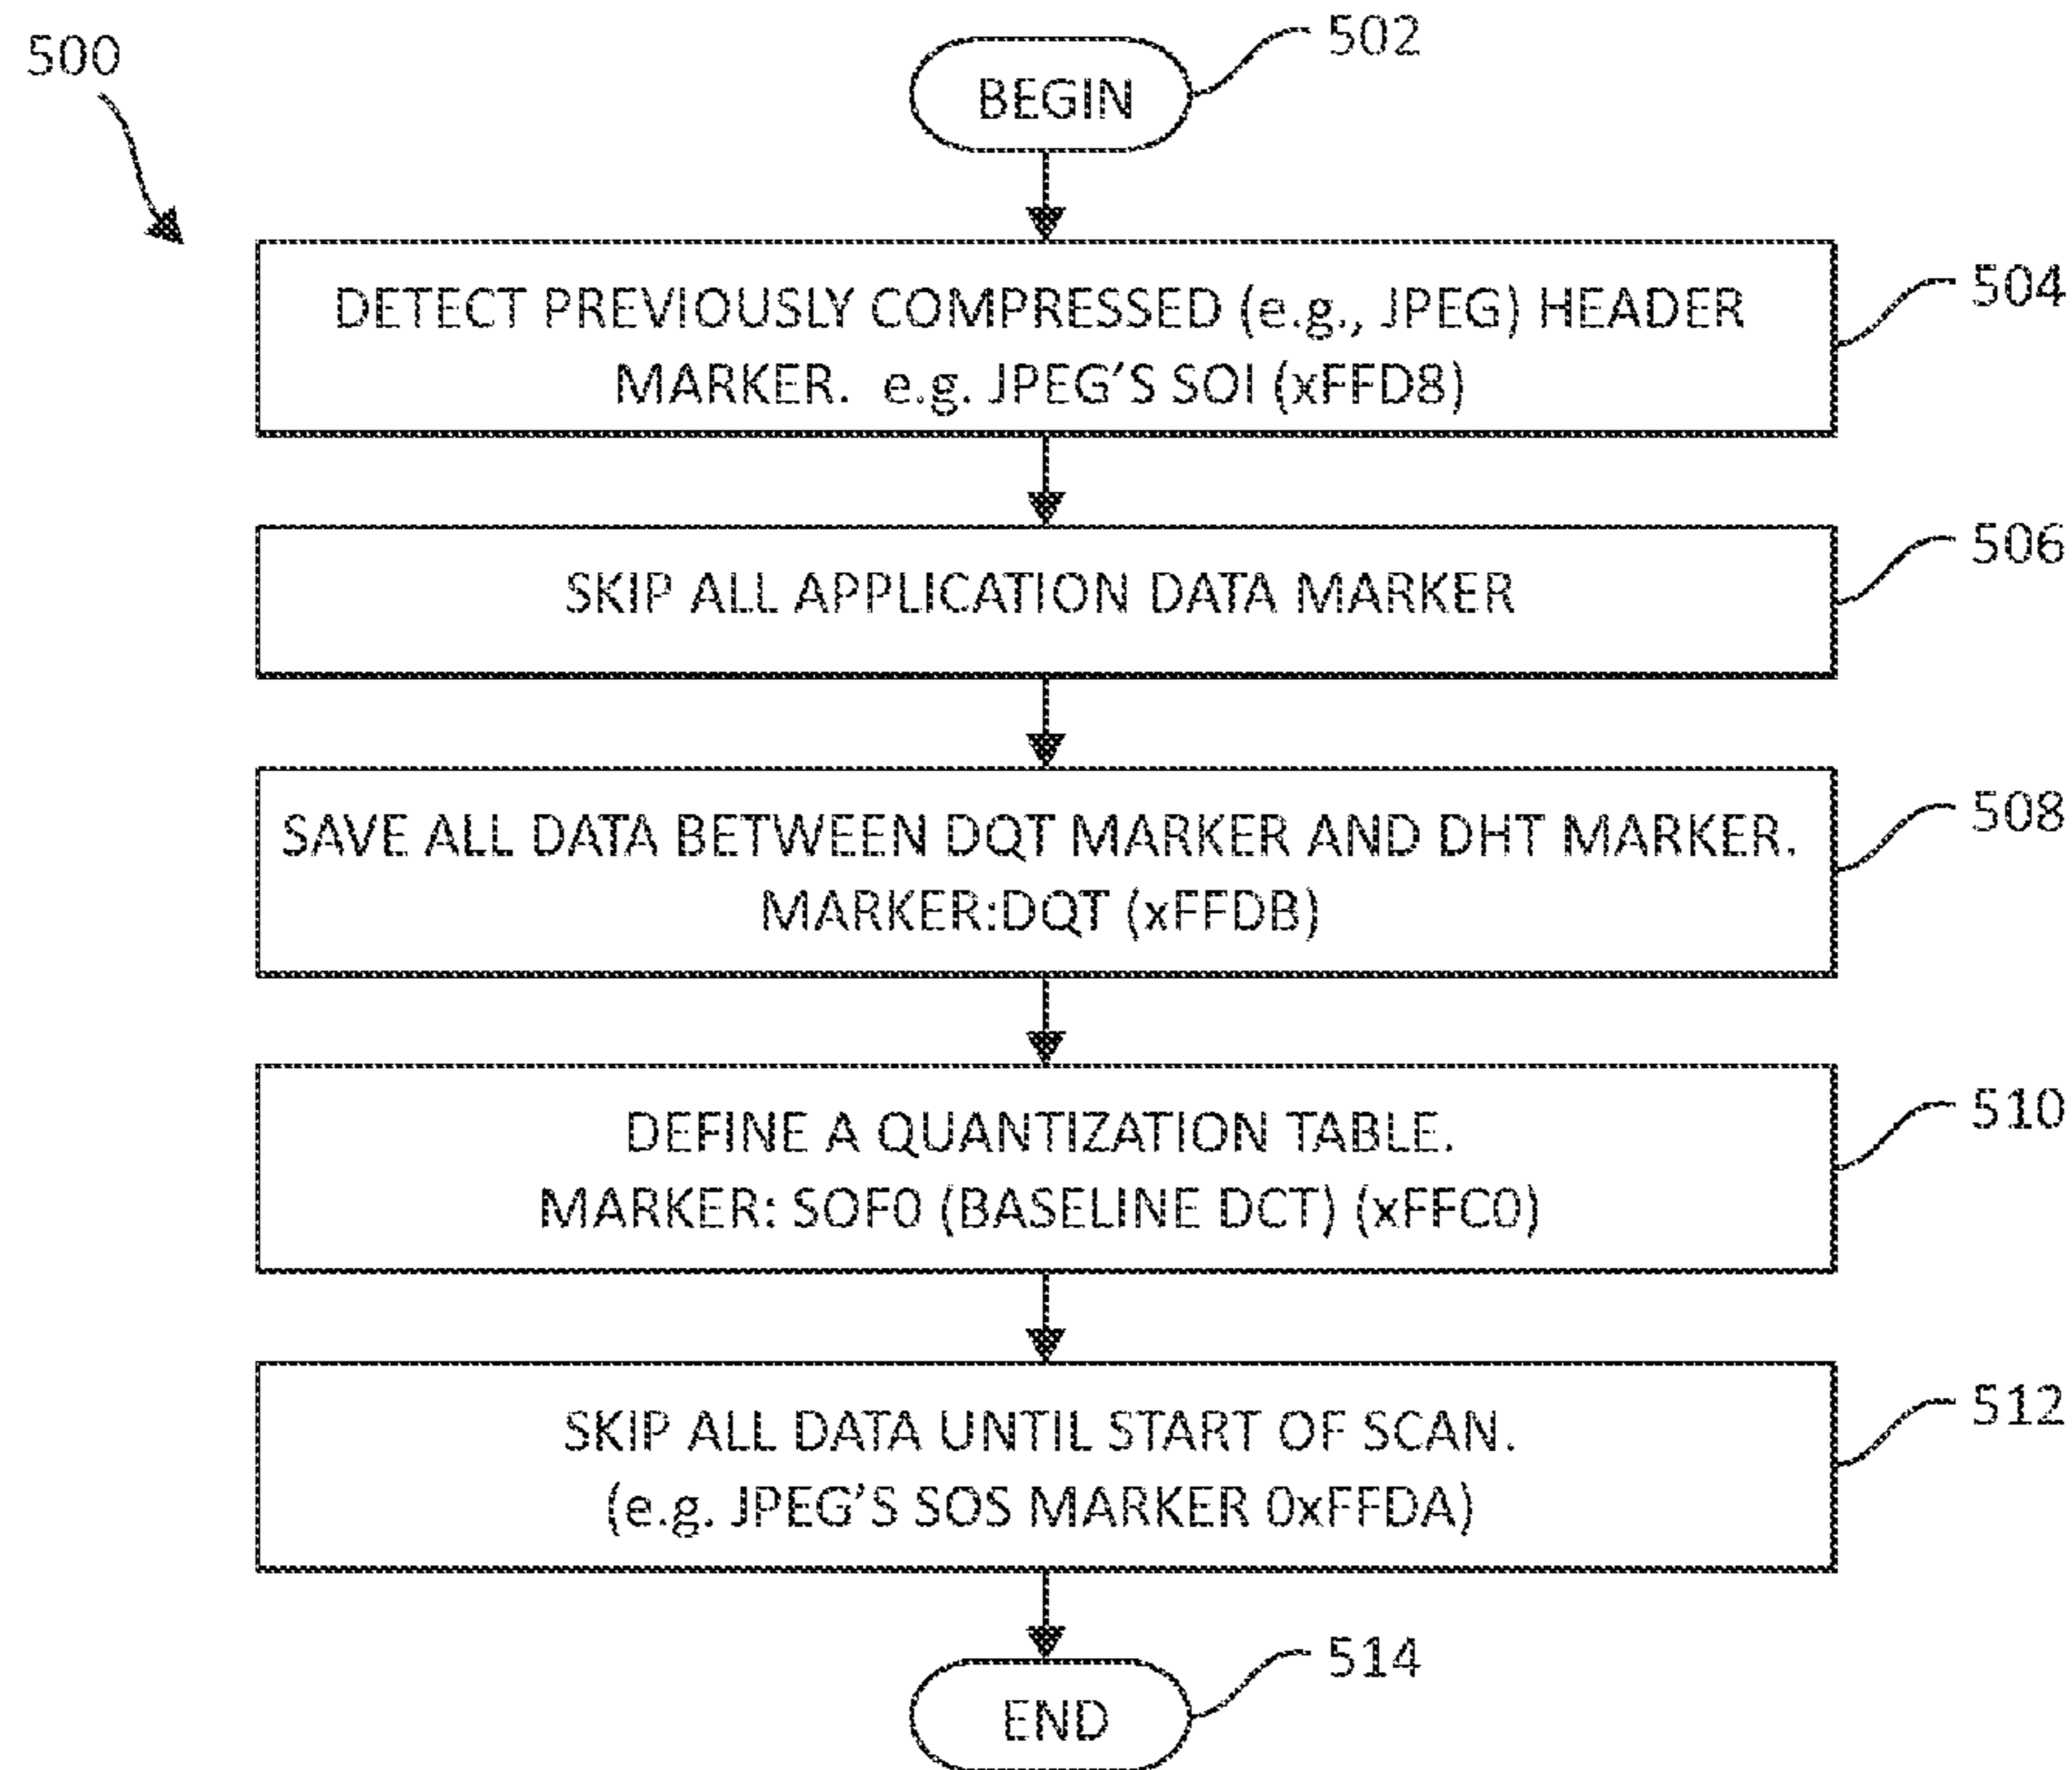 500
BEGIN
502
DETECT PREVIOUSLY COMPRESSED (e.g., JPEG) HEADER
MARKER.  e.g. JPEG'S SOI (xFFD8)
504
SKIP ALL APPLICATION DATA MARKER
506
SAVE ALL DATA BETWEEN DQT MARKER AND DHT MARKER.
MARKER:DQT (xFFDB)
508
DEFINE A QUANTIZATION TABLE.
MARKER: SOF0 (BASELINE DCT) (xFFC0)
510
SKIP ALL DATA UNTIL START OF SCAN.
(e.g. JPEG'S SOS MARKER 0xFFDA)
512
END
514